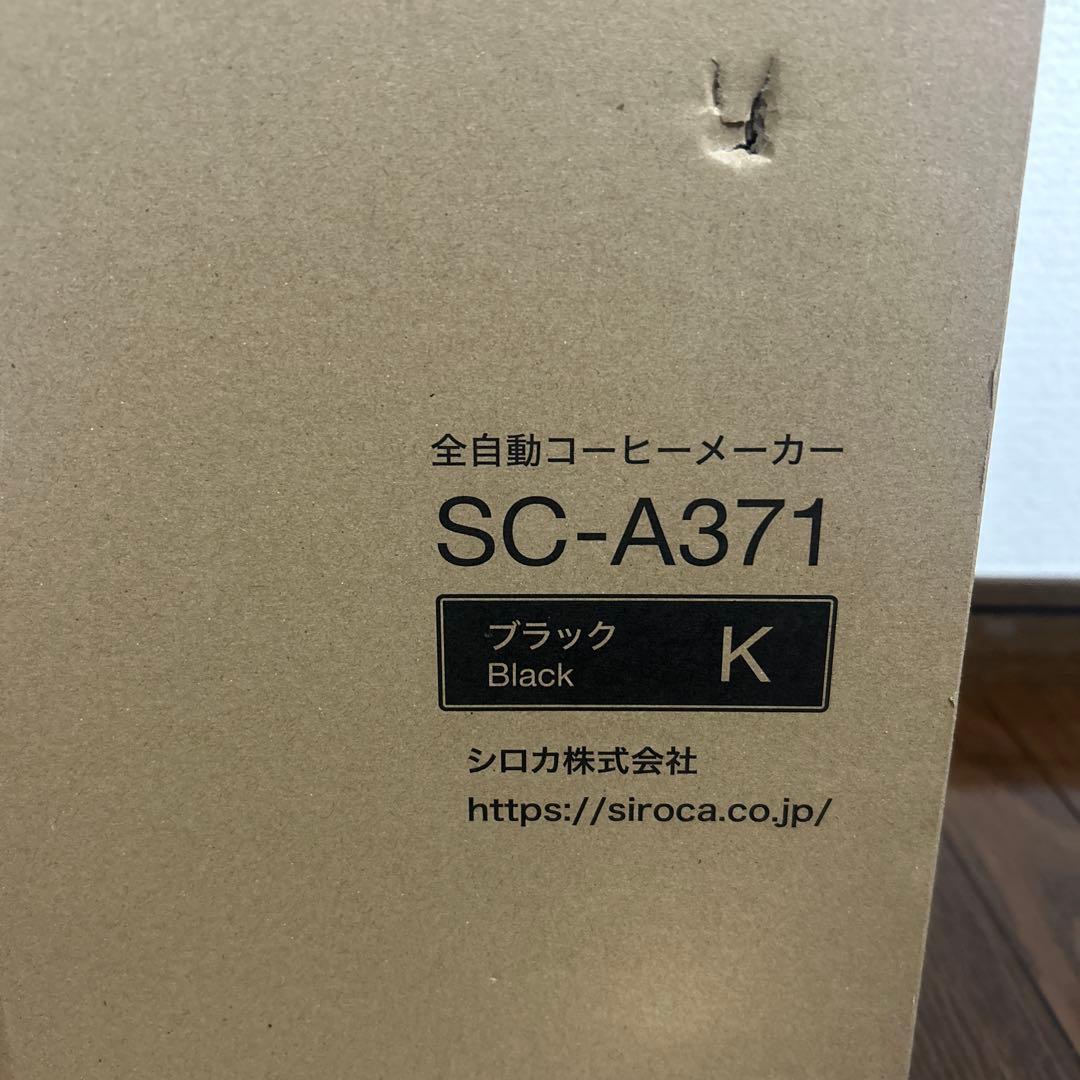 全自動コーヒーメーカー
SC-A371
ブラック
Black
K
シロカ株式会社
https://siroca.co.jp/